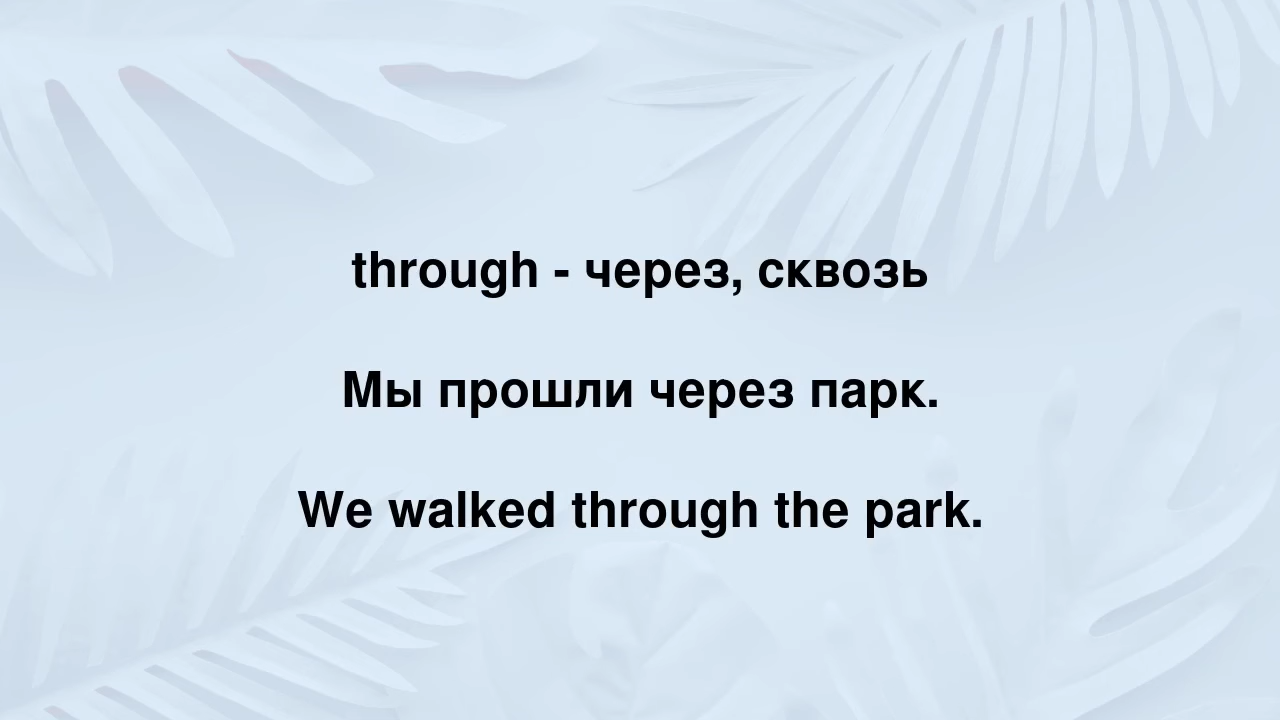 through - через, сквозь
Мы прошли через парк.
We walked through the park.